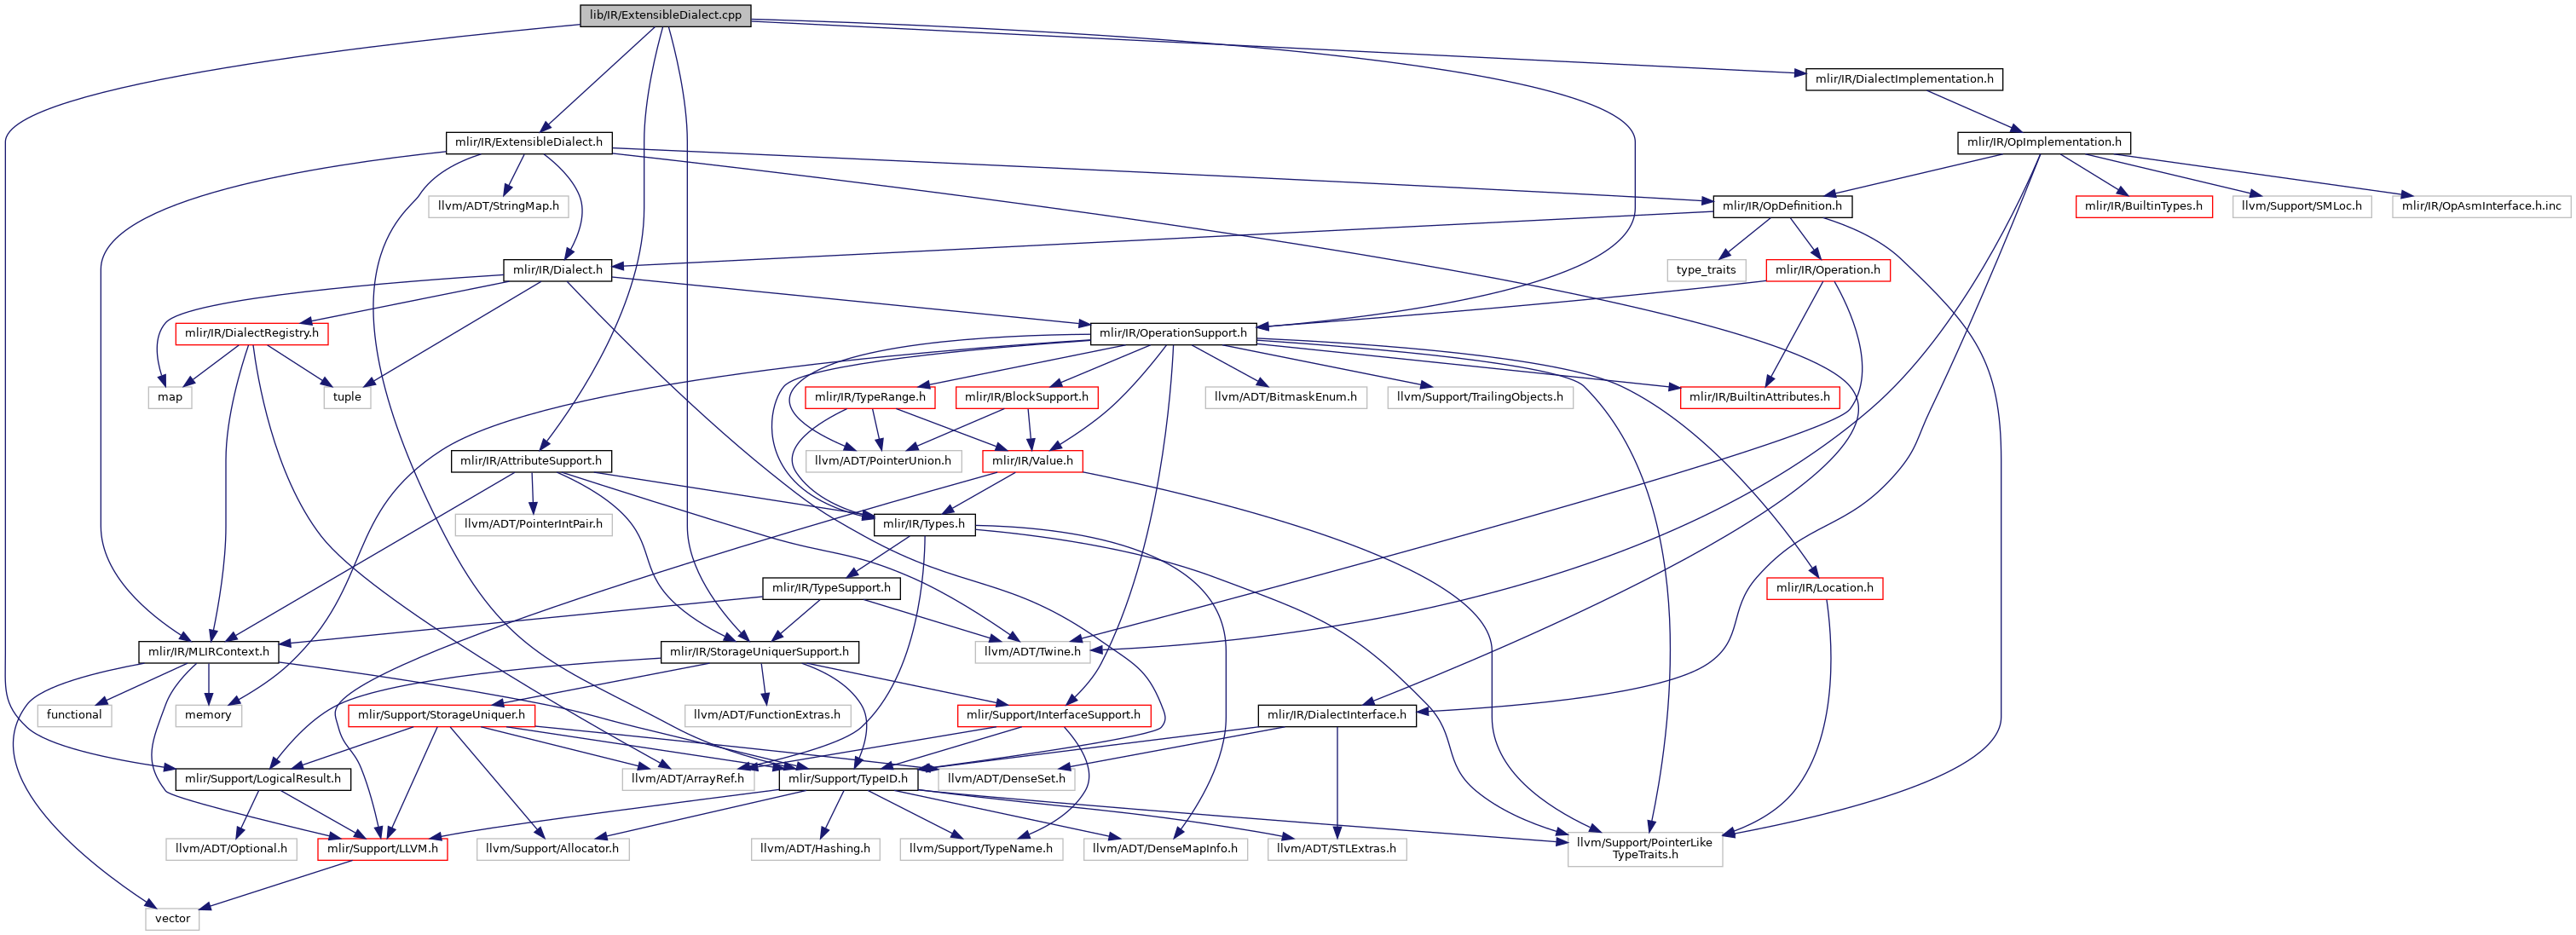 lib/IR/ExtensibleDialect.cpp
mlir/IR/DialectImplementation.h
mlir/IR/ExtensibleDialect.h
mlir/IR/OpImplementation.h
llvm/ADT/StringMap.h
mlir/IR/OpDefinition.h
mlir/IR/BuiltinTypes.h
llvm/Support/SMLoc.h
mlir/IR/OpAsmInterface.h.inc
mlir/IR/Dialect.h
type_traits
mlir/IR/Operation.h
mlir/IR/DialectRegistry.h
mlir/IR/OperationSupport.h
map
tuple
mlir/IR/TypeRange.h
mlir/IR/BlockSupport.h
llvm/ADT/BitmaskEnum.h
llvm/Support/TrailingObjects.h
mlir/IR/BuiltinAttributes.h
mlir/IR/AttributeSupport.h
llvm/ADT/PointerUnion.h
mlir/IR/Value.h
llvm/ADT/PointerIntPair.h
mlir/IR/Types.h
mlir/IR/TypeSupport.h
mlir/IR/Location.h
mlir/IR/MLIRContext.h
mlir/IR/StorageUniquerSupport.h
llvm/ADT/Twine.h
functional
memory
mlir/Support/StorageUniquer.h
llvm/ADT/FunctionExtras.h
mlir/Support/InterfaceSupport.h
mlir/IR/DialectInterface.h
mlir/Support/LogicalResult.h
llvm/ADT/ArrayRef.h
mlir/Support/TypeID.h
llvm/ADT/DenseSet.h
llvm/ADT/Optional.h
mlir/Support/LLVM.h
llvm/Support/Allocator.h
llvm/ADT/Hashing.h
llvm/Support/TypeName.h
llvm/ADT/DenseMapInfo.h
llvm/ADT/STLExtras.h
llvm/Support/PointerLike
TypeTraits.h
vector